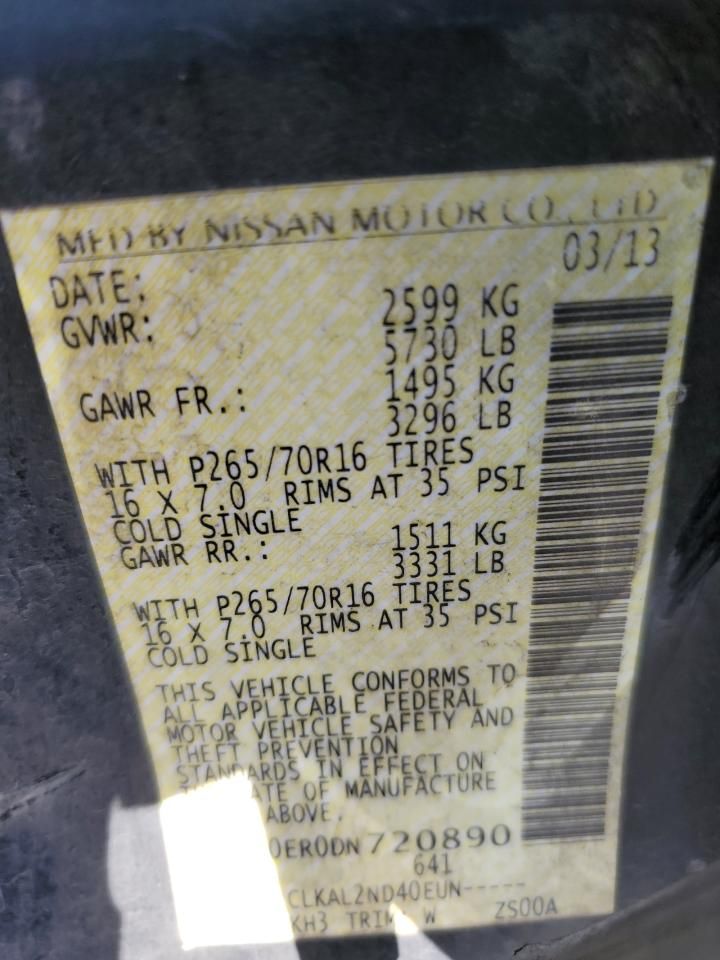 MFD BY NISSAN MOTOR CO., LTD
DATE: 03/13
GVWR: 2599 KG
5730 LB
GAWR FR.: 1495 KG
3296 LB
WITH P265/70R16 TIRES
16 X 7.0 RIMS AT 35 PSI
COLD SINGLE
GAWR RR.: 1511 KG
3331 LB
WITH P265/70R16 TIRES
16 X 7.0 RIMS AT 35 PSI
COLD SINGLE
THIS VEHICLE CONFORMS TO
ALL APPLICABLE FEDERAL
MOTOR VEHICLE SAFETY AND
THEFT PREVENTION
STANDARDS IN EFFECT ON
OF MANUFACTURE
ABOVE.
0ER0DN720890
641
CLKAL2ND40EUN-----
KH3 TRIM W ZS00A